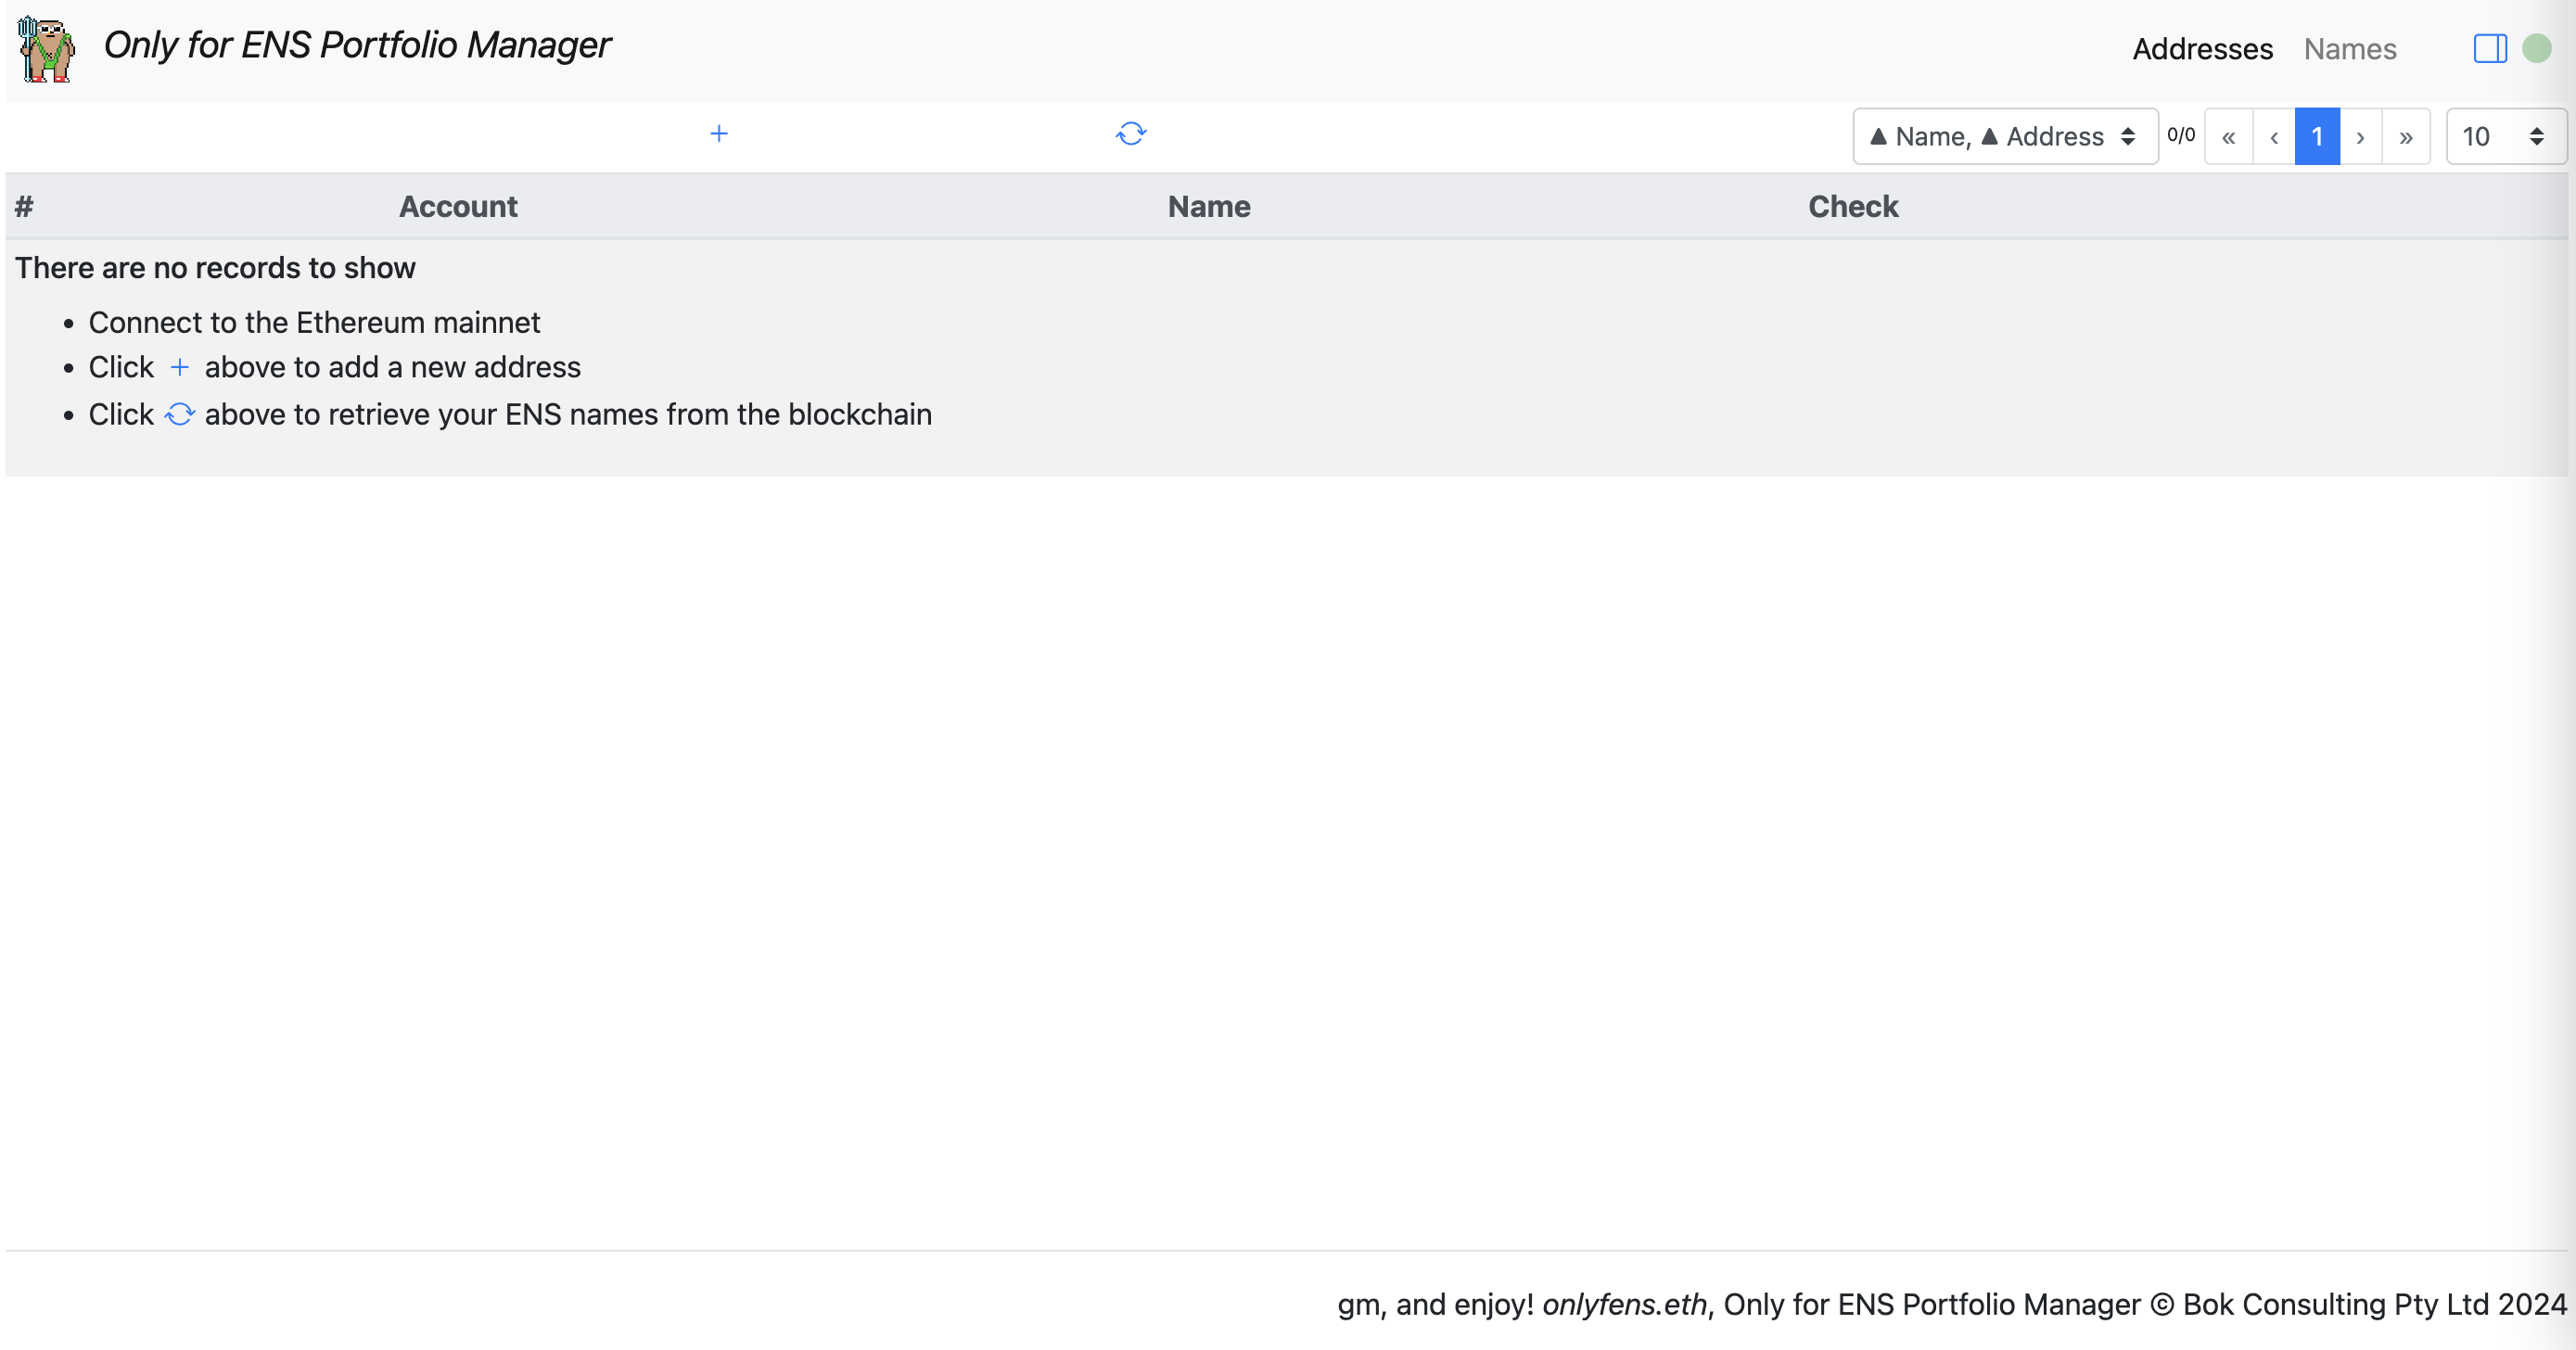 Only for ENS Portfolio Manager
Addresses Names
+
▲ Name, ▲ Address 0/0 « ‹ 1 › » 10
# Account Name Check
There are no records to show
• Connect to the Ethereum mainnet
• Click + above to add a new address
• Click above to retrieve your ENS names from the blockchain
gm, and enjoy! onlyfens.eth, Only for ENS Portfolio Manager © Bok Consulting Pty Ltd 2024